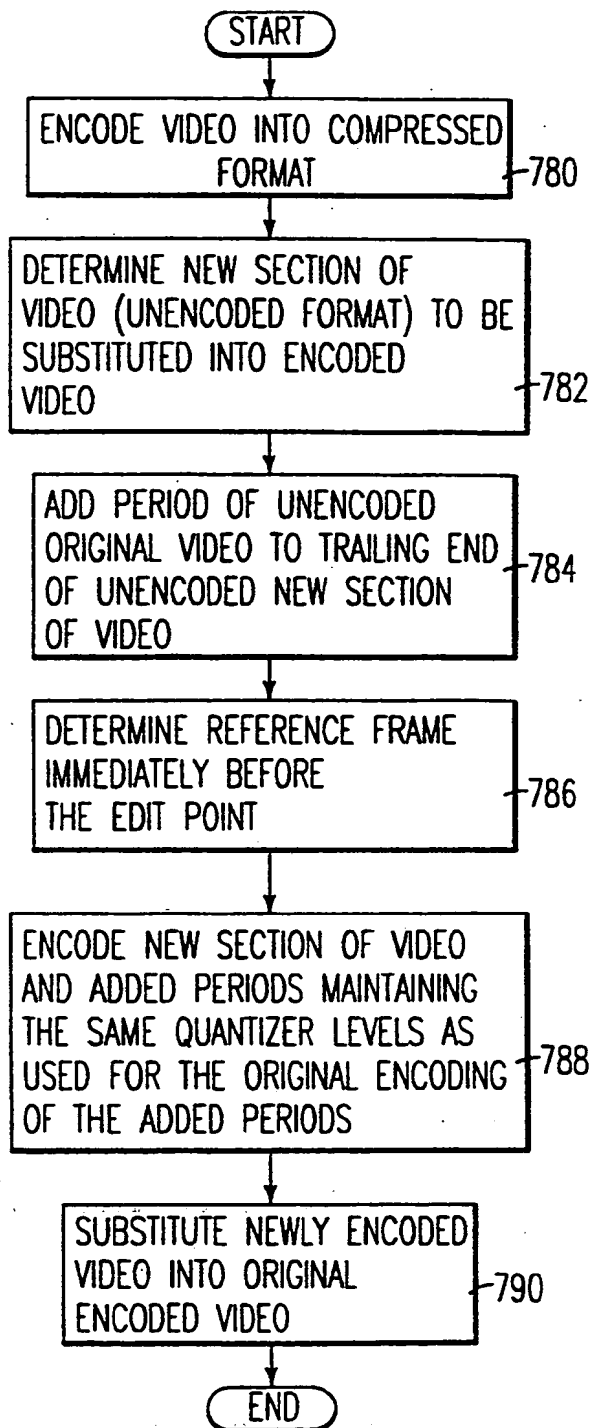 START
ENCODE VIDEO INTO COMPRESSED
FORMAT
780
DETERMINE NEW SECTION OF
VIDEO (UNENCODED FORMAT) TO BE
SUBSTITUTED INTO ENCODED
VIDEO
782
ADD PERIOD OF UNENCODED
ORIGINAL VIDEO TO TRAILING END
OF UNENCODED NEW SECTION
OF VIDEO
784
DETERMINE REFERENCE FRAME
IMMEDIATELY BEFORE
THE EDIT POINT
786
ENCODE NEW SECTION OF VIDEO
AND ADDED PERIODS MAINTAINING
THE SAME QUANTIZER LEVELS AS
USED FOR THE ORIGINAL ENCODING
OF THE ADDED PERIODS
788
SUBSTITUTE NEWLY ENCODED
VIDEO INTO ORIGINAL
ENCODED VIDEO
790
END